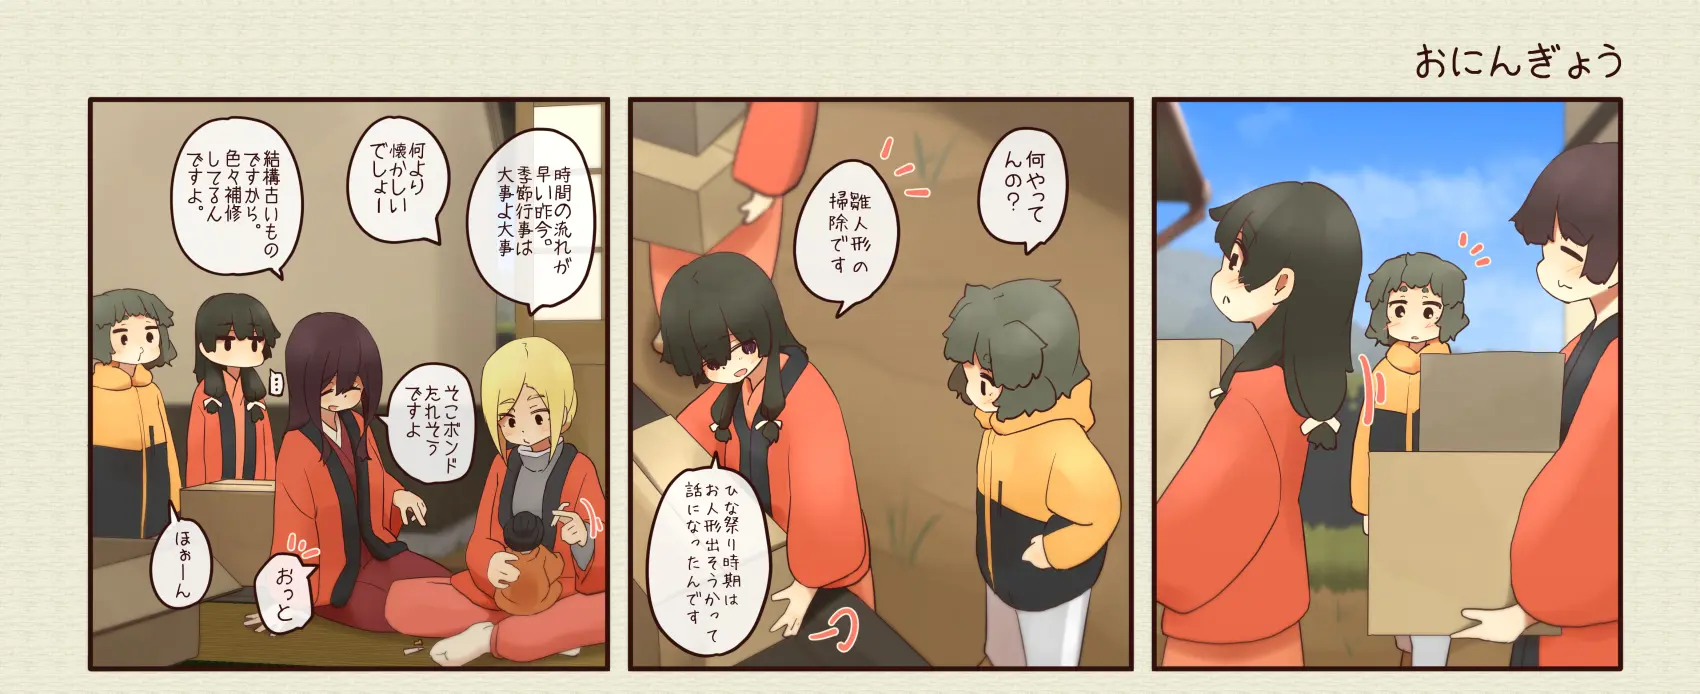 おにんぎょう
何やって
んの?
雛人形の
掃除です
ひな祭り時期は
お人形出そうかって
話になったんです
時間の流れが
早い昨今。
季節行事は
大事よ大事
何より
懐かしい
でしょー
結構古いもの
ですから。
色々補修
してるん
ですよ。
…
そこボンド
たれそう
ですよ
おっと
ほぉーん